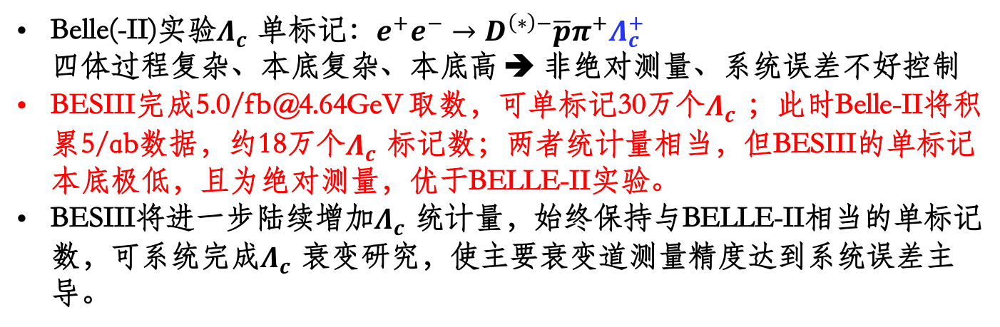 • Belle(-II)实验Λc 单标记：e⁺e⁻ → D⁽*⁾⁻p̅π⁺Λc⁺
四体过程复杂、本底复杂、本底高 ➔ 非绝对测量、系统误差不好控制
• BESIII完成5.0/fb@4.64GeV 取数，可单标记30万个Λc ；此时Belle-II将积
累5/ab数据，约18万个Λc 标记数；两者统计量相当，但BESIII的单标记
本底极低，且为绝对测量，优于BELLE-II实验。
• BESIII将进一步陆续增加Λc 统计量，始终保持与BELLE-II相当的单标记
数，可系统完成Λc 衰变研究，使主要衰变道测量精度达到系统误差主
导。